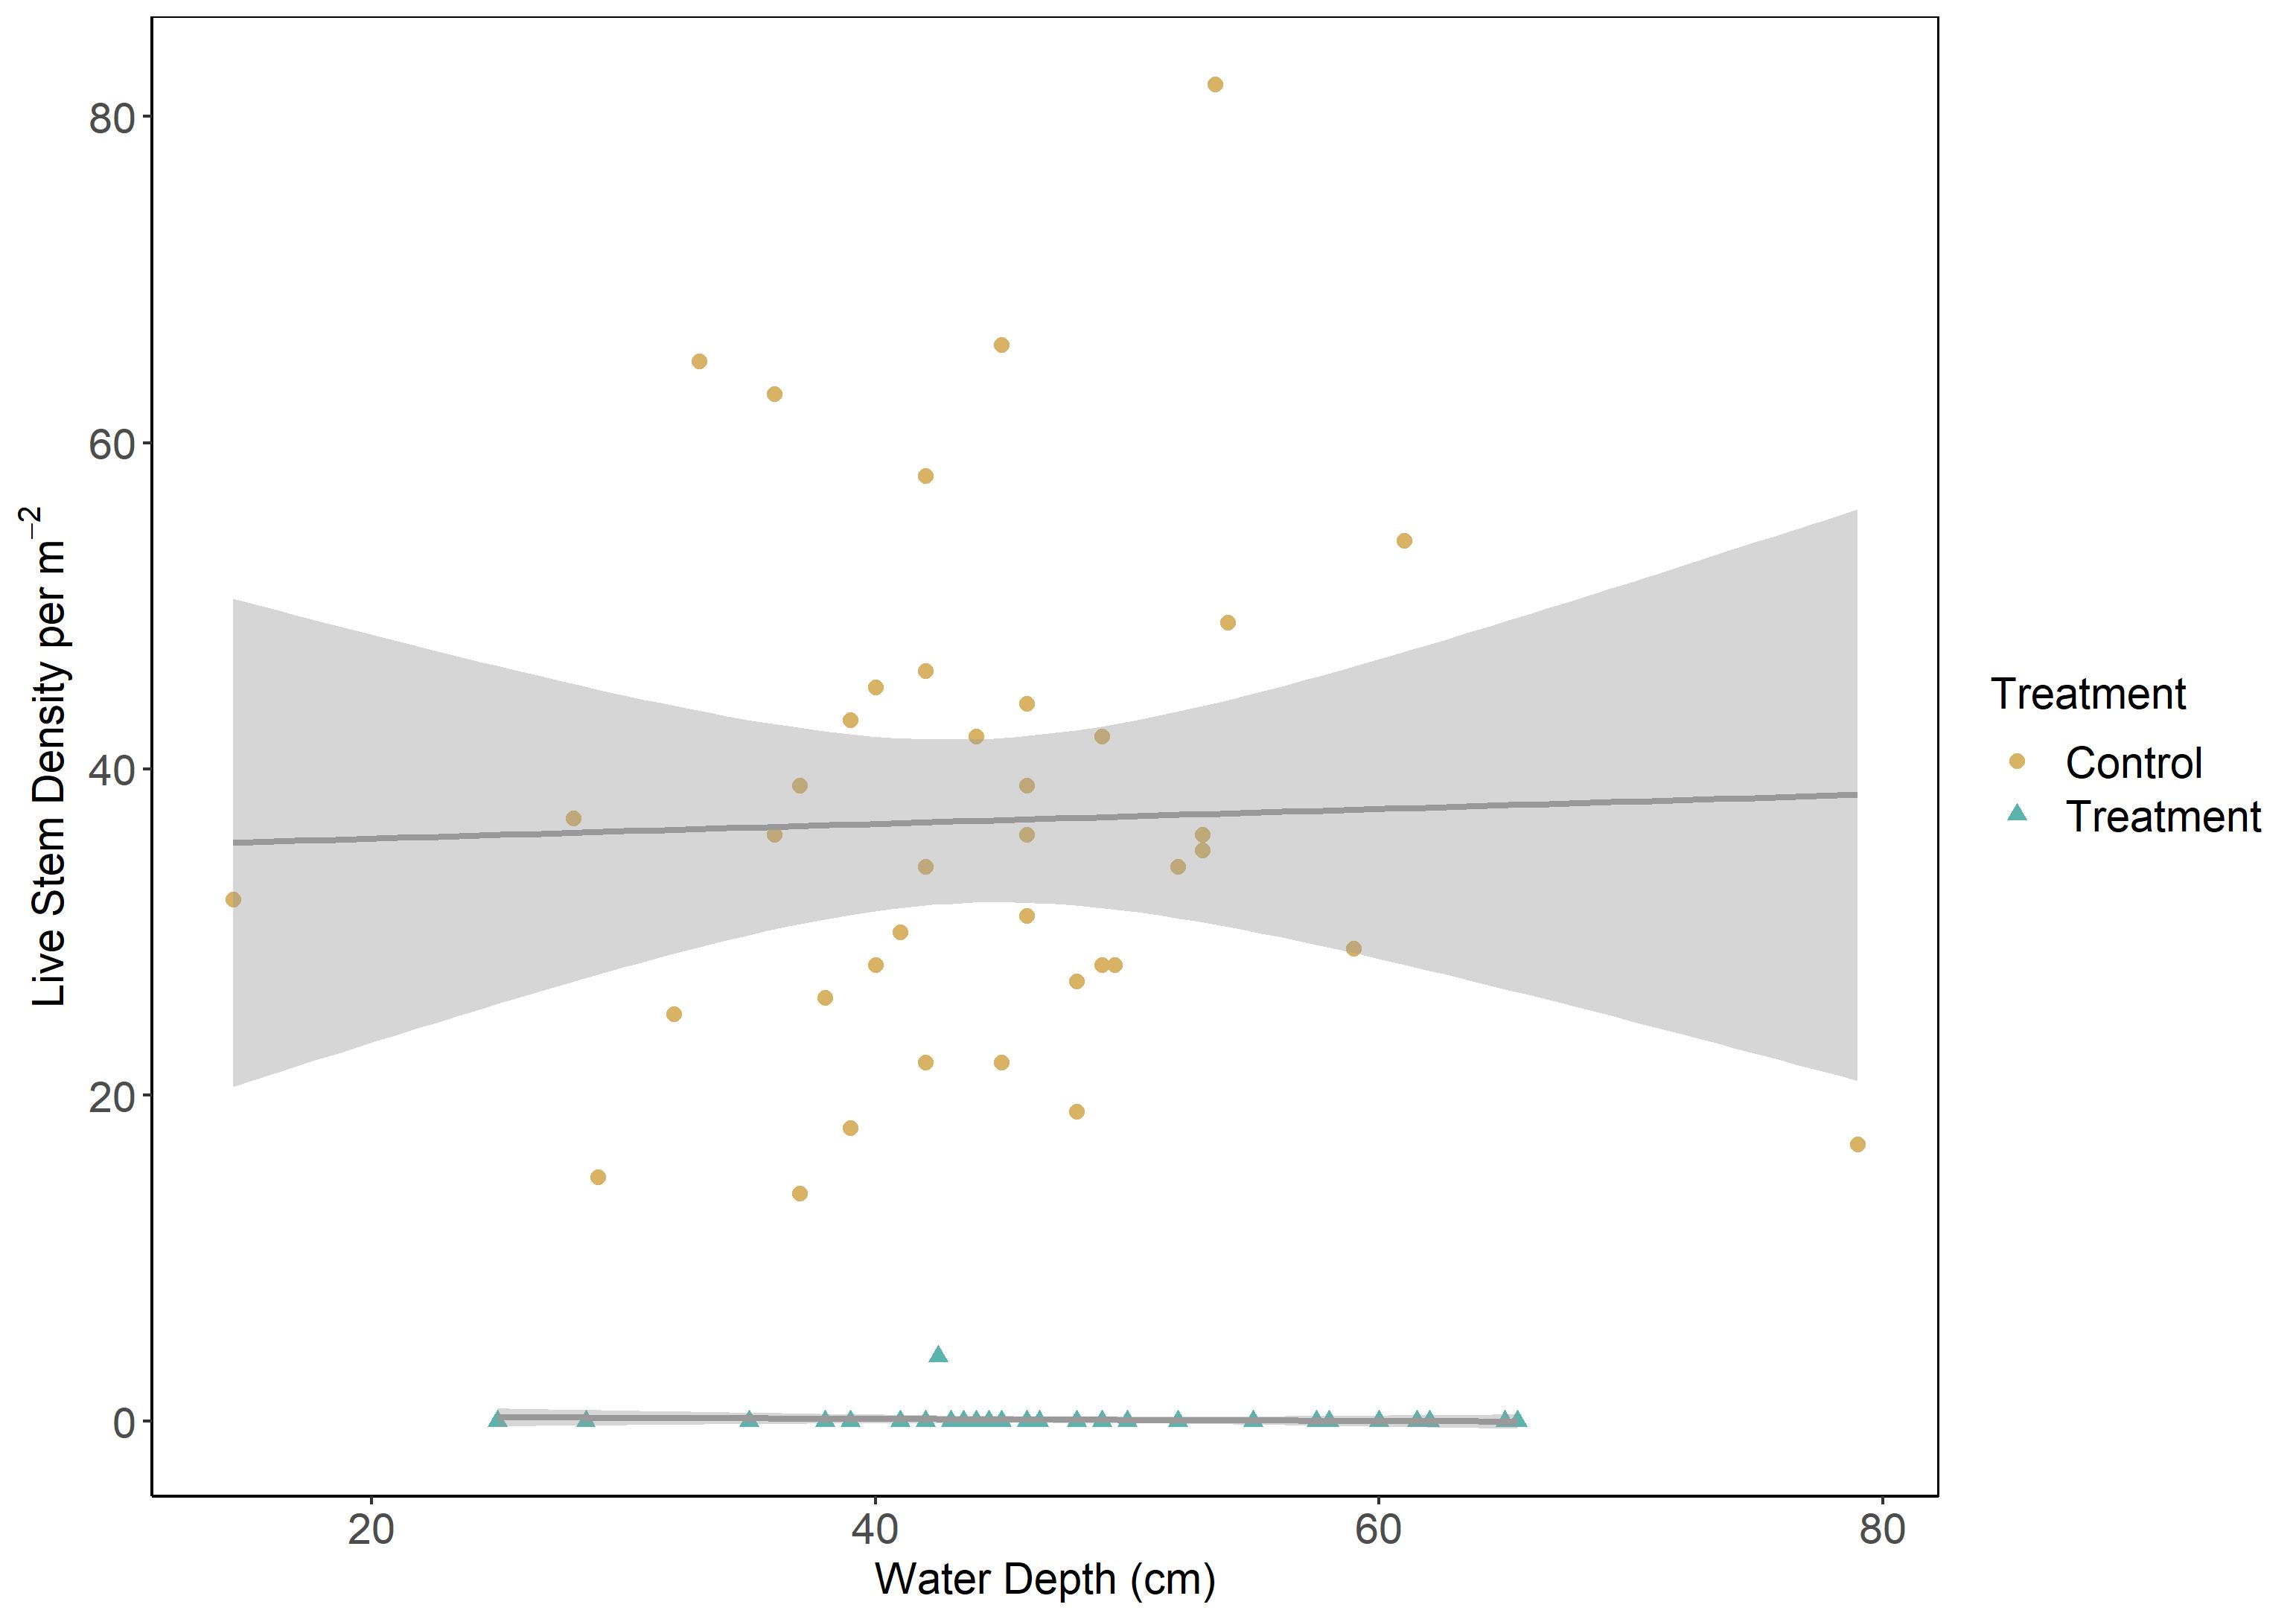 80
60
40
20
0
Live Stem Density per m⁻²
20 40 60 80
Water Depth (cm)
Treatment
Control
Treatment